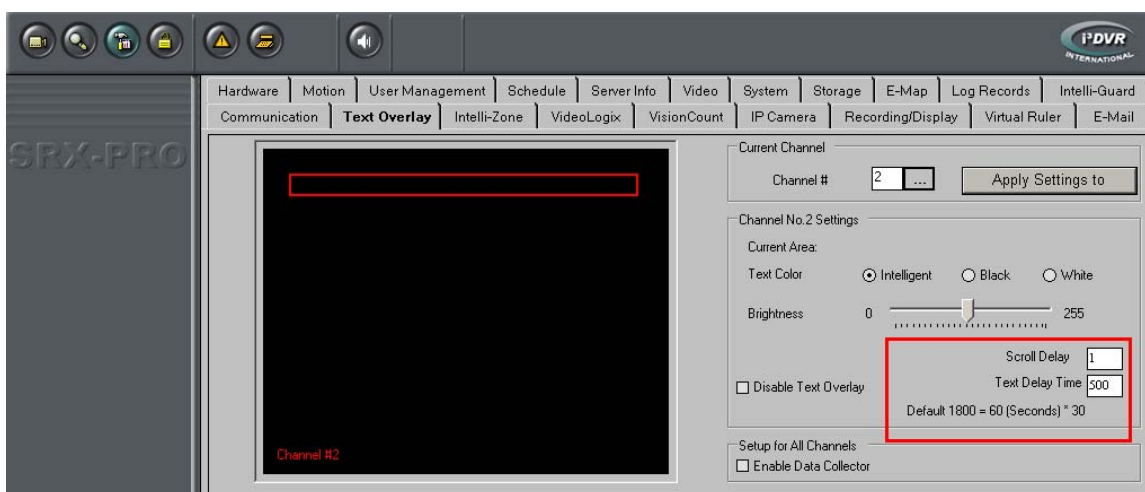 i³DVR
INTERNATIONAL
Hardware Motion User Management Schedule Server Info Video System Storage E-Map Log Records Intelli-Guard
Communication Text Overlay Intelli-Zone VideoLogix VisionCount IP Camera Recording/Display Virtual Ruler E-Mail
SRX-PRO
Current Channel
Channel # 2 ... Apply Settings to
Channel No.2 Settings
Current Area:
Text Color Intelligent Black White
Brightness 0 255
Scroll Delay 1
Disable Text Overlay Text Delay Time 500
Default 1800 = 60 (Seconds) * 30
Channel #2
Setup for All Channels
Enable Data Collector